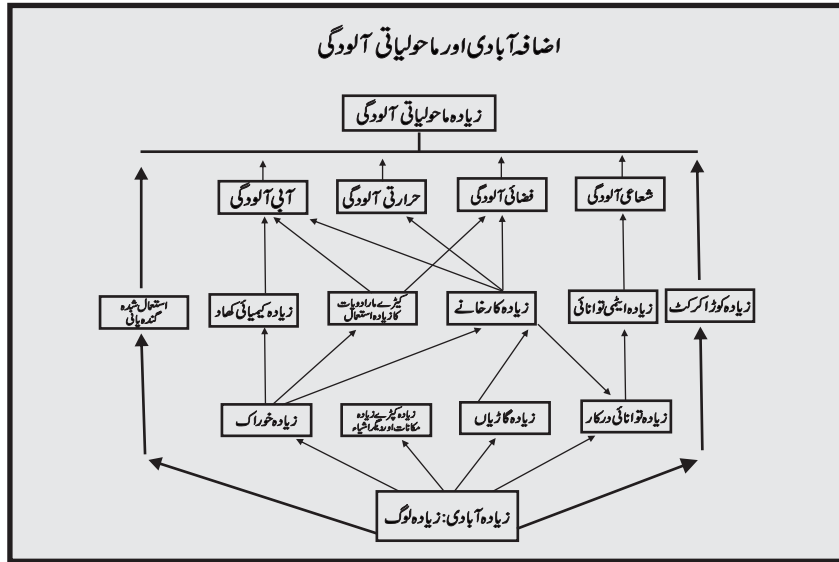 اضافہ آبادی اور ماحولیاتی آلودگی
زیادہ ماحولیاتی آلودگی
شعاعی آلودگی
فضائی آلودگی
حرارتی آلودگی
آبی آلودگی
زیادہ کوڑا کرکٹ
زیادہ ایٹمی توانائی
زیادہ کارخانے
کیڑے مار ادویات
کا زیادہ استعمال
زیادہ کیمیائی کھاد
استعمال شدہ
گندہ پانی
زیادہ توانائی درکار
زیادہ گاڑیاں
زیادہ کپڑے زیادہ
مکانات اور دیگر اشیاء
زیادہ خوراک
زیادہ آبادی: زیادہ لوگ